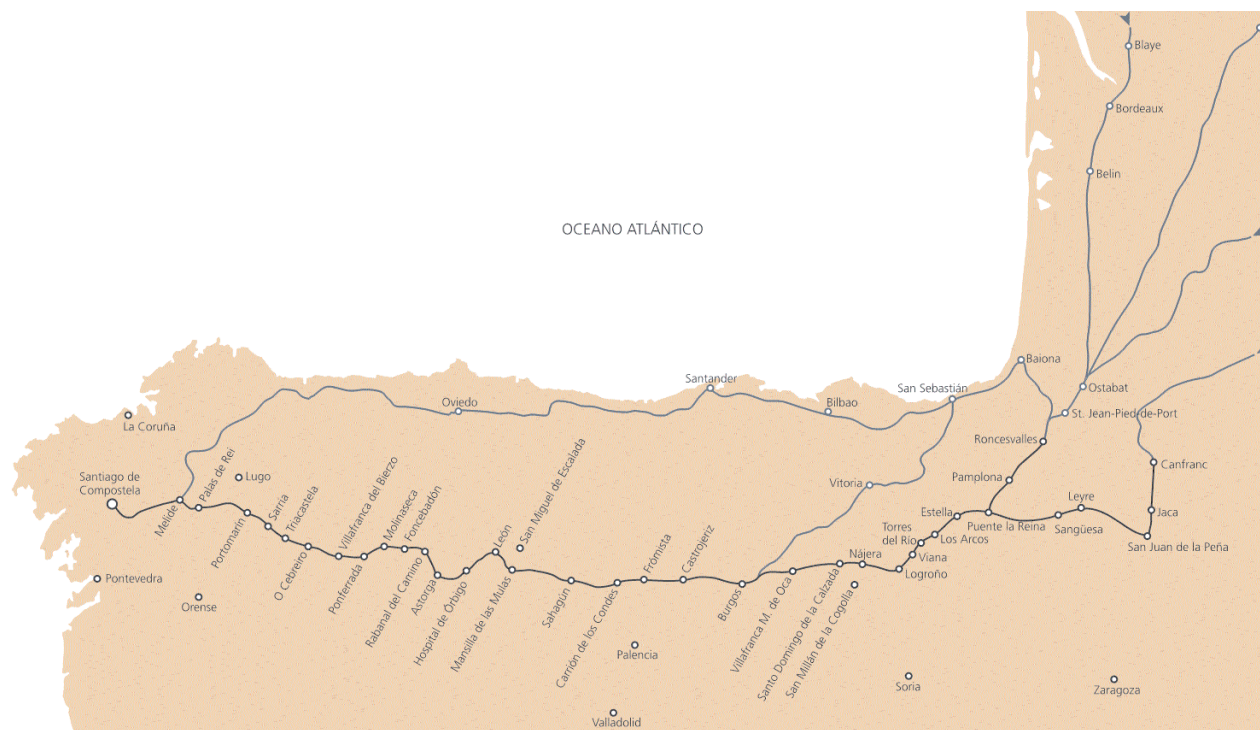 Blaye
Bordeaux
Belin
OCEANO ATLÁNTICO
Baiona
Santander
San Sebastián
Ostabat
Oviedo
Bilbao
St. Jean-Pied-de-Port
La Coruña
Roncesvalles
Canfranc
Santiago de
Compostela
Lugo
Pamplona
Vitoria
Melide
Palas de Rei
Portomarín
Sarria
Triacastela
O Cebreiro
Villafranca del Bierzo
Ponferrada
Molinaseca
Foncebadón
Rabanal del Camino
Astorga
Hospital de Órbigo
León
San Miguel de Escalada
Mansilla de las Mulas
Sahagún
Carrión de los Condes
Frómista
Castrojeriz
Burgos
Villafranca M. de Oca
Santo Domingo de la Calzada
San Millán de la Cogolla
Nájera
Logroño
Viana
Torres
del Río
Los Arcos
Estella
Puente la Reina
Sangüesa
Leyre
Jaca
San Juan de la Peña
Pontevedra
Orense
Palencia
Valladolid
Soria
Zaragoza